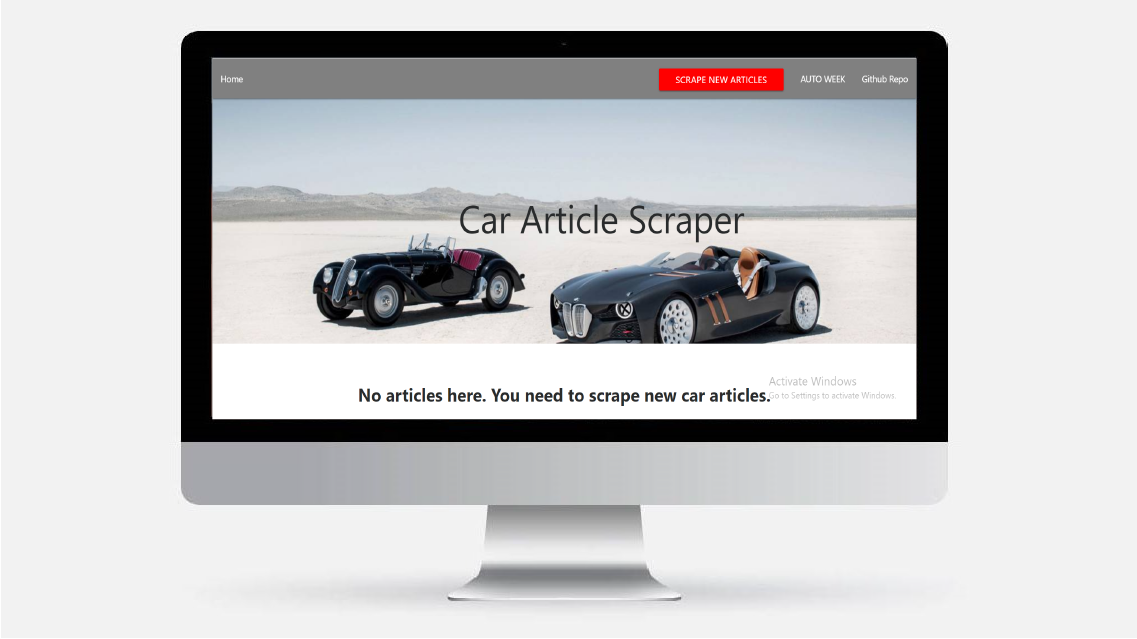 Home
SCRAPE NEW ARTICLES
AUTO WEEK
Github Repo
Car Article Scraper
No articles here. You need to scrape new car articles.
Activate Windows
Go to Settings to activate Windows.